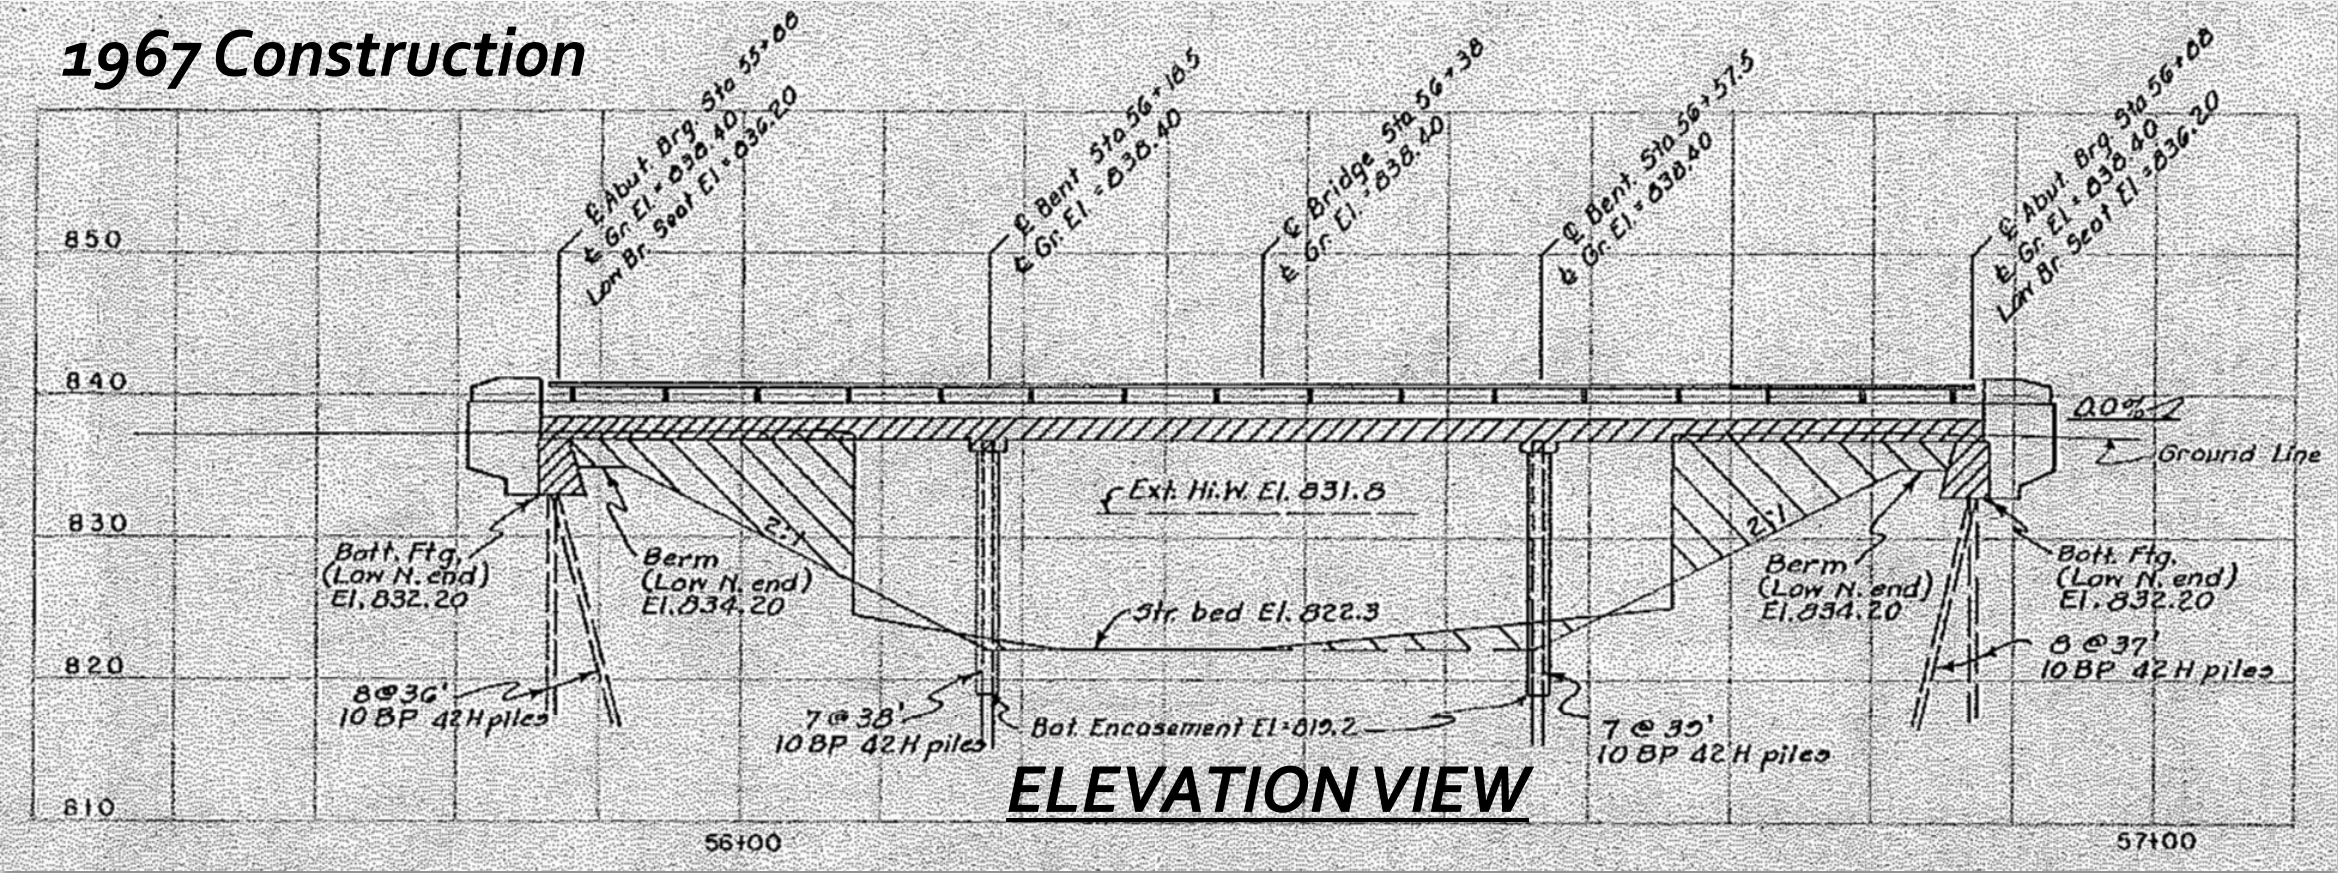 1967 Construction
℄ Abut. Brg. Sta 55+88
℄ Gr. El = 838.40
Low Br. Seat El = 836.20
℄ Bent Sta 56+18.5
℄ Gr. El. = 838.40
℄ Bridge Sta 56+38
℄ Gr. El. = 838.40
℄ Bent. Sta. 56+57.5
℄ Gr. El. = 838.40
℄ Abut. Brg. Sta 56+88
℄ Gr. El = 838.40
Low Br. Seat El = 836.20
850
840
0.0%
Ground Line
Ext. Hi.W. El. 831.8
830
2:1
2:1
Bott. Ftg.
(Low N. end)
El. 832.20
Berm
(Low N. end)
El. 834.20
Berm
(Low N. end)
El. 834.20
Bott. Ftg.
(Low N. end)
El. 832.20
Str. bed El. 822.3
820
8@36'
10 BP 42 H piles
7@38'
10 BP 42 H piles
Bot. Encasement El=819.2
7 @ 39'
10 BP 42 H piles
8 @ 37'
10 BP 42 H piles
ELEVATION VIEW
810
56+00
57+00